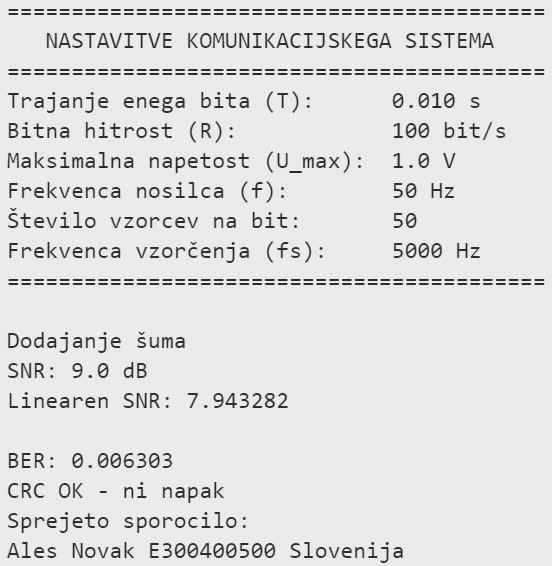 ==========================================
NASTAVITVE KOMUNIKACIJSKEGA SISTEMA
==========================================
Trajanje enega bita (T):      0.010 s
Bitna hitrost (R):            100 bit/s
Maksimalna napetost (U_max):  1.0 V
Frekvenca nosilca (f):        50 Hz
Število vzorcev na bit:       50
Frekvenca vzorčenja (fs):     5000 Hz
==========================================
Dodajanje šuma
SNR: 9.0 dB
Linearen SNR: 7.943282
BER: 0.006303
CRC OK - ni napak
Sprejeto sporocilo:
Ales Novak E300400500 Slovenija